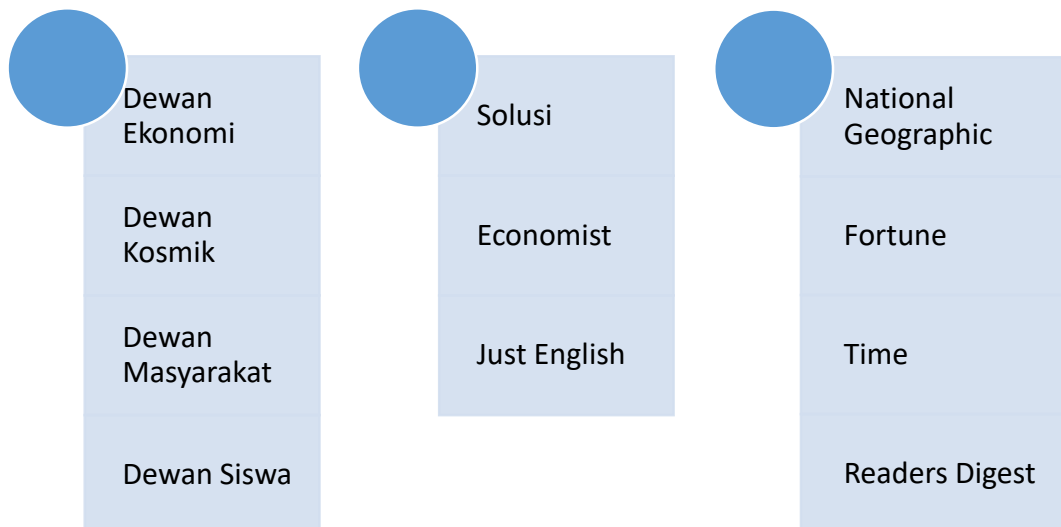 Dewan
Ekonomi
Dewan
Kosmik
Dewan
Masyarakat
Dewan Siswa
Solusi
Economist
Just English
National
Geographic
Fortune
Time
Readers Digest